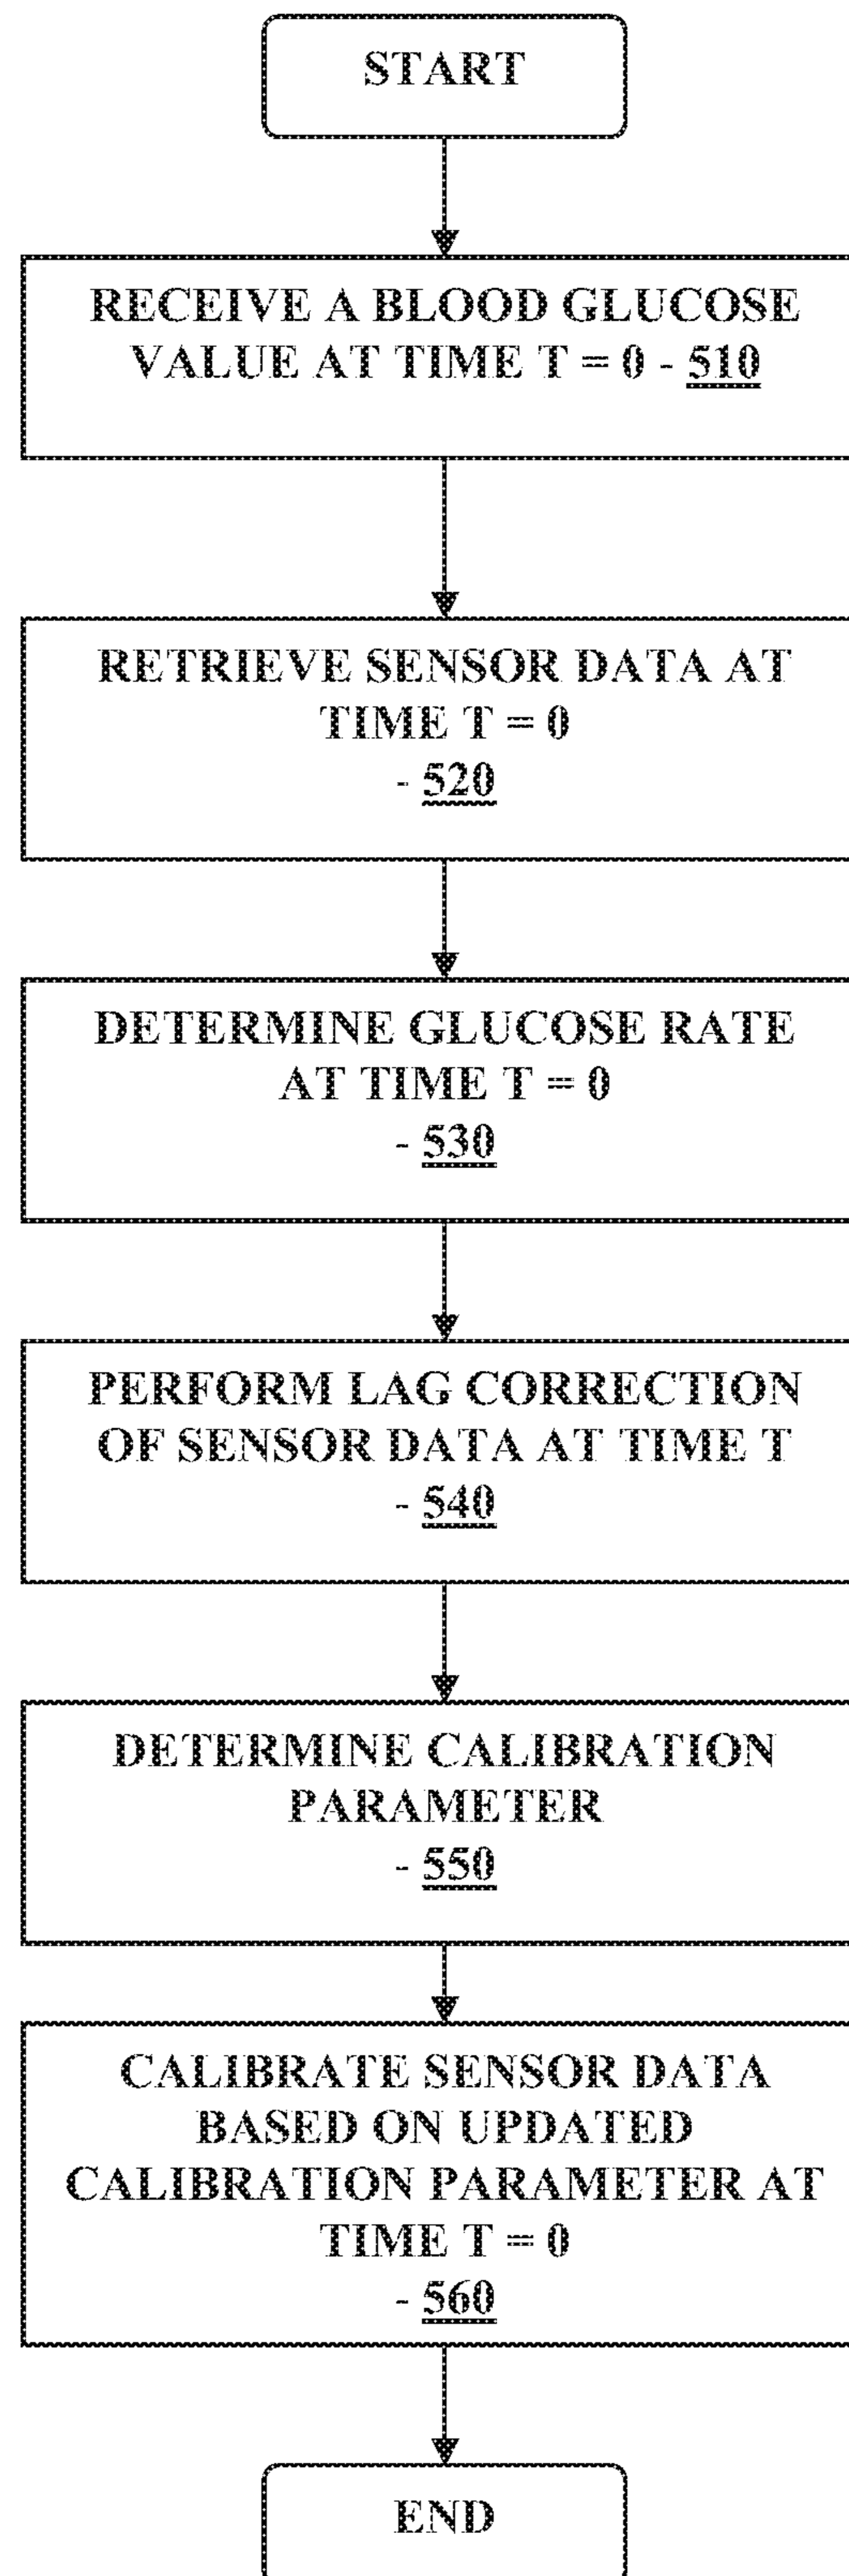 START
RECEIVE A BLOOD GLUCOSE
VALUE AT TIME T = 0 - 510
RETRIEVE SENSOR DATA AT
TIME T = 0
- 520
DETERMINE GLUCOSE RATE
AT TIME T = 0
- 530
PERFORM LAG CORRECTION
OF SENSOR DATA AT TIME T
- 540
DETERMINE CALIBRATION
PARAMETER
- 550
CALIBRATE SENSOR DATA
BASED ON UPDATED
CALIBRATION PARAMETER AT
TIME T = 0
- 560
END